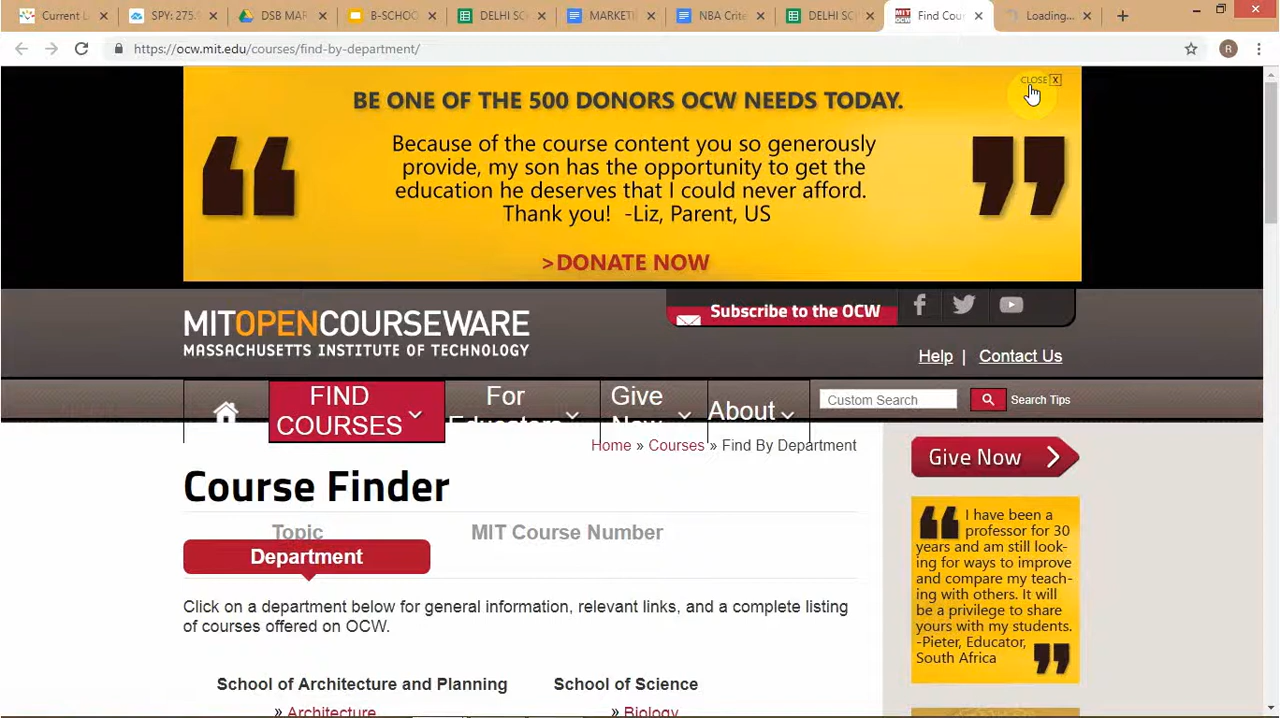 Current L
SPY: 275.
DSB MAR
B-SCHOO
DELHI SC
MARKETI
NBA Crite
DELHI SC
Find Cour
Loading...
https://ocw.mit.edu/courses/find-by-department/
R
CLOSE X
BE ONE OF THE 500 DONORS OCW NEEDS TODAY.
Because of the course content you so generously
provide, my son has the opportunity to get the
education he deserves that I could never afford.
Thank you! -Liz, Parent, US
>DONATE NOW
MITOPENCOURSEWARE
MASSACHUSETTS INSTITUTE OF TECHNOLOGY
Subscribe to the OCW
Help | Contact Us
FIND
COURSES
For
Educators
Give
Now
About
Custom Search
Search Tips
Home » Courses » Find By Department
Course Finder
Topic
MIT Course Number
Department
Click on a department below for general information, relevant links, and a complete listing
of courses offered on OCW.
School of Architecture and Planning
» Architecture
School of Science
» Biology
Give Now
I have been a
professor for 30
years and am still look-
ing for ways to improve
and compare my teach-
ing with others. It will
be a privilege to share
yours with my students.
-Pieter, Educator,
South Africa